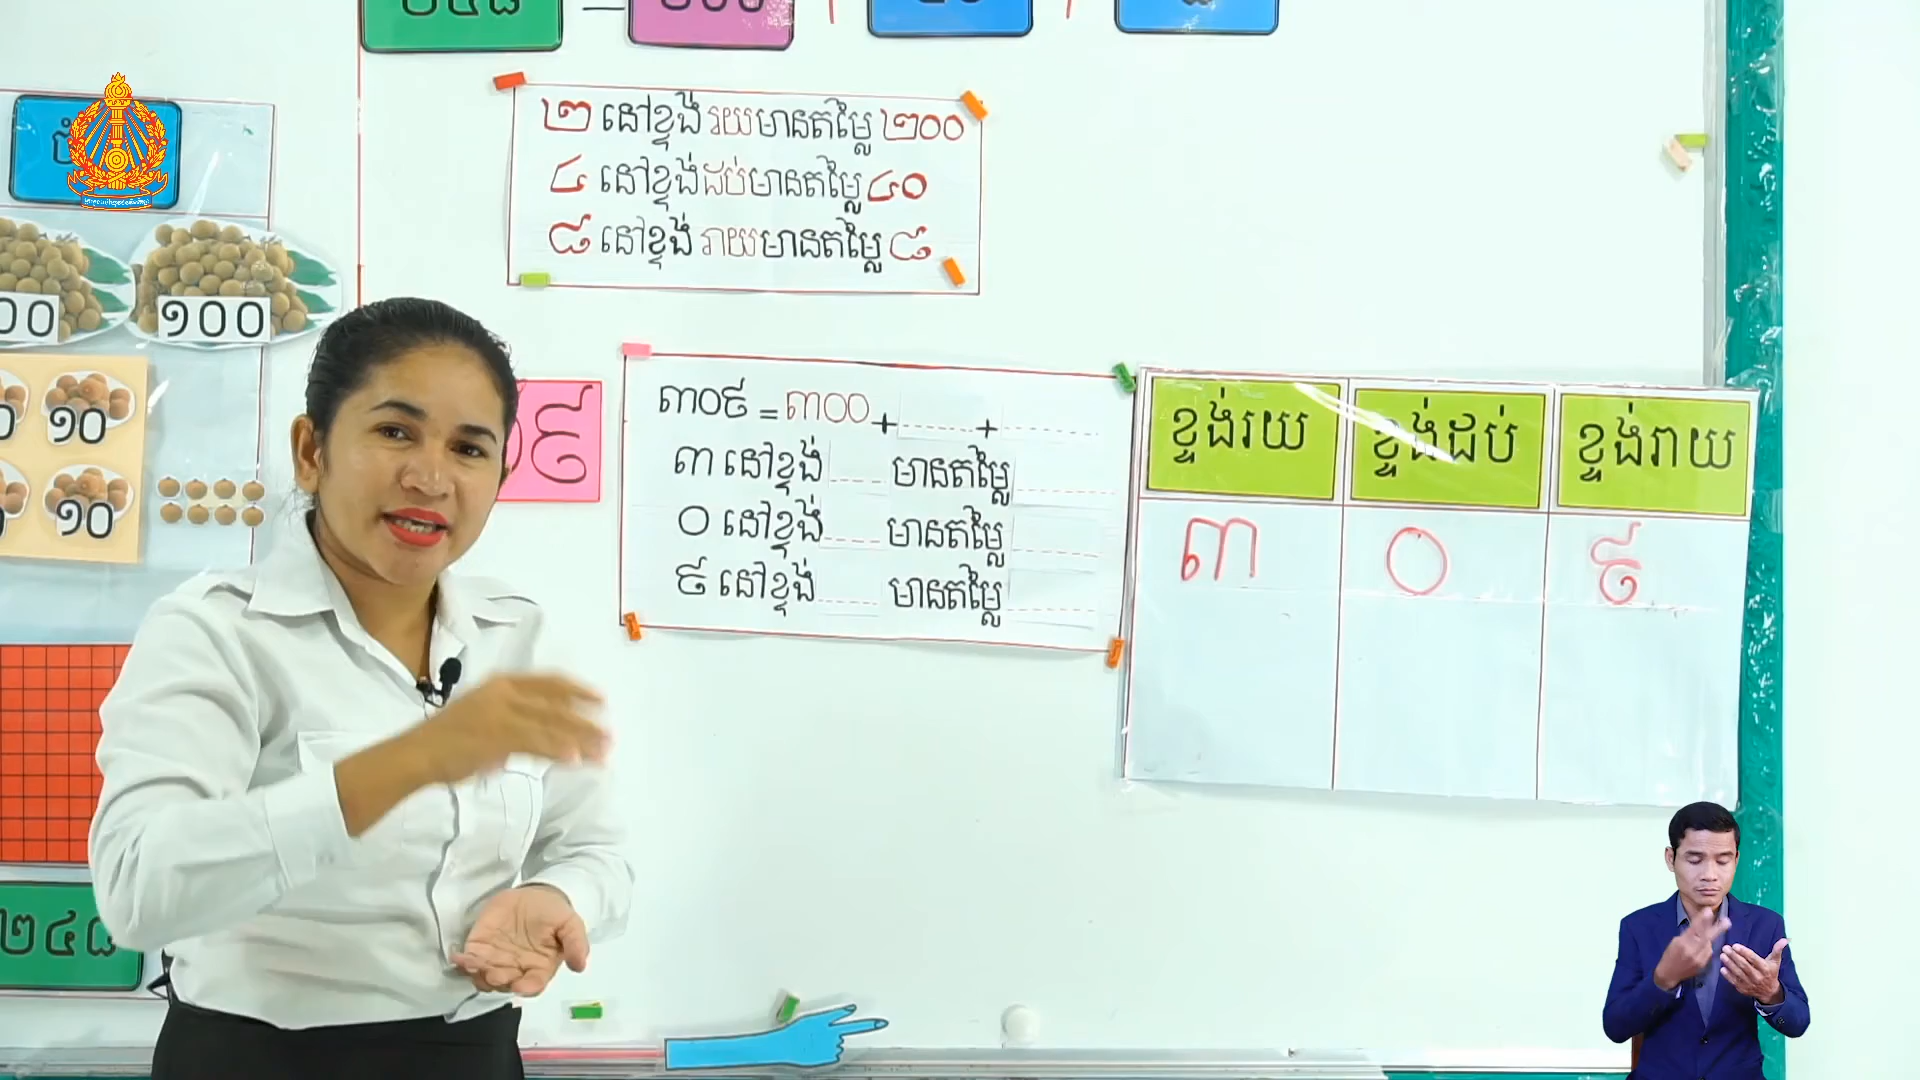 ២ នៅខ្ទង់ រយមានតម្លៃ ២០០
៤ នៅខ្ទង់ដប់មានតម្លៃ ៤០
៨ នៅខ្ទង់ រាយមានតម្លៃ ៨
១០០
១០
១០
២៤៨
៩
៣០៩ = ៣០០ + ........ + ..........
៣ នៅខ្ទង់ ...... មានតម្លៃ ..........
០ នៅខ្ទង់ ...... មានតម្លៃ ..........
៩ នៅខ្ទង់ ...... មានតម្លៃ ..........
ខ្ទង់រយ ខ្ទង់ដប់ ខ្ទង់រាយ
៣ ០ ៩